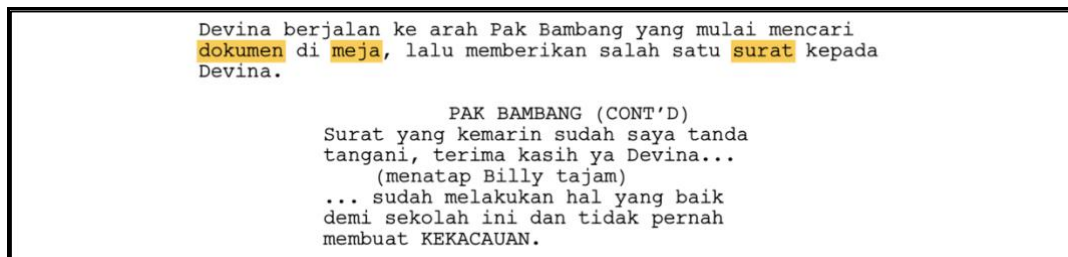 Devina berjalan ke arah Pak Bambang yang mulai mencari
dokumen di meja, lalu memberikan salah satu surat kepada
Devina.
PAK BAMBANG (CONT'D)
Surat yang kemarin sudah saya tanda
tangani, terima kasih ya Devina...
(menatap Billy tajam)
... sudah melakukan hal yang baik
demi sekolah ini dan tidak pernah
membuat KEKACAUAN.